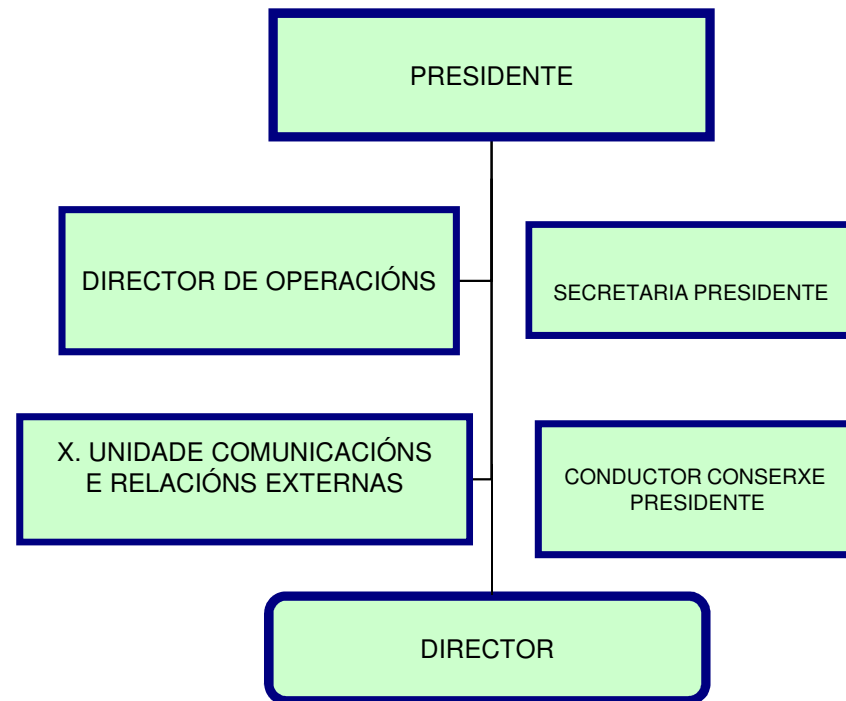 PRESIDENTE
DIRECTOR DE OPERACIÓNS
SECRETARIA PRESIDENTE
X. UNIDADE COMUNICACIÓNS
E RELACIÓNS EXTERNAS
CONDUCTOR CONSERXE
PRESIDENTE
DIRECTOR